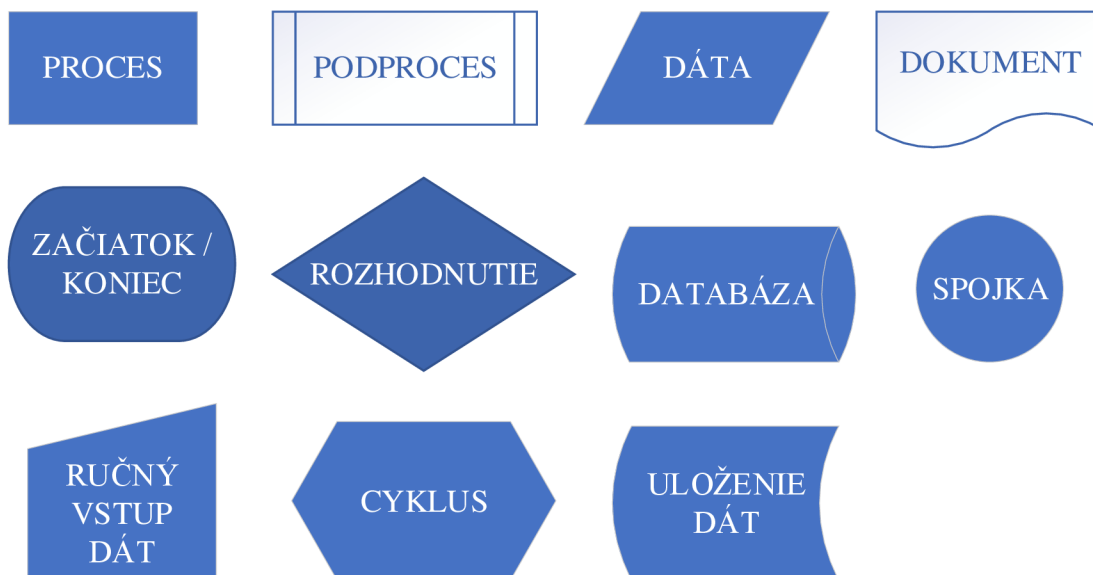 PROCES
PODPROCES
DÁTA
DOKUMENT
ZAČIATOK /
KONIEC
ROZHODNUTIE
DATABÁZA
SPOJKA
RUČNÝ
VSTUP
DÁT
CYKLUS
ULOŽENIE
DÁT